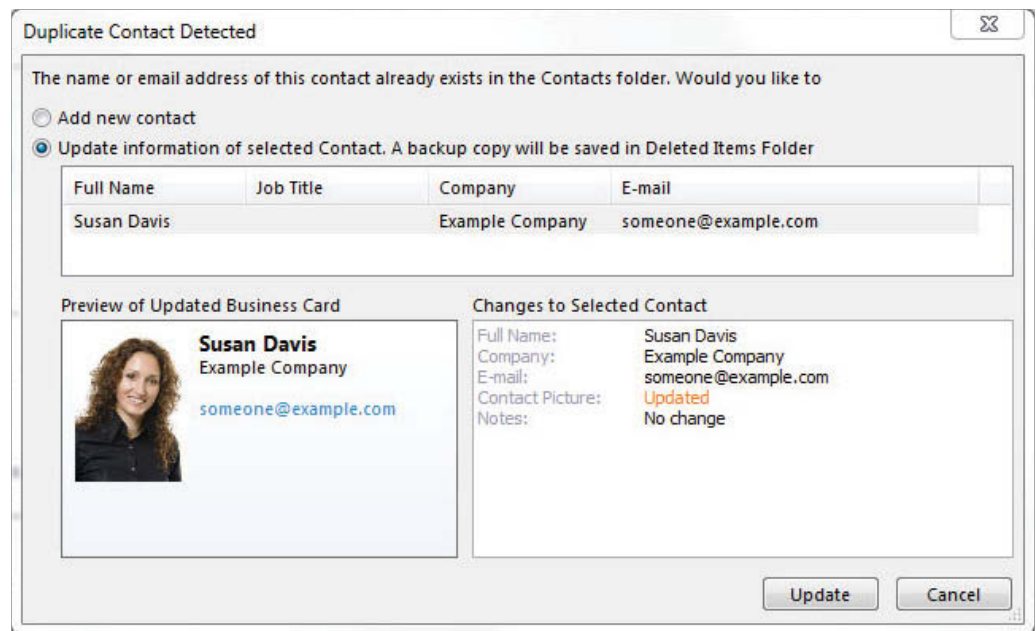 Duplicate Contact Detected
The name or email address of this contact already exists in the Contacts folder. Would you like to
Add new contact
Update information of selected Contact. A backup copy will be saved in Deleted Items Folder
Full Name Job Title Company E-mail
Susan Davis Example Company someone@example.com
Preview of Updated Business Card
Susan Davis
Example Company
someone@example.com
Changes to Selected Contact
Full Name: Susan Davis
Company: Example Company
E-mail: someone@example.com
Contact Picture: Updated
Notes: No change
Update Cancel